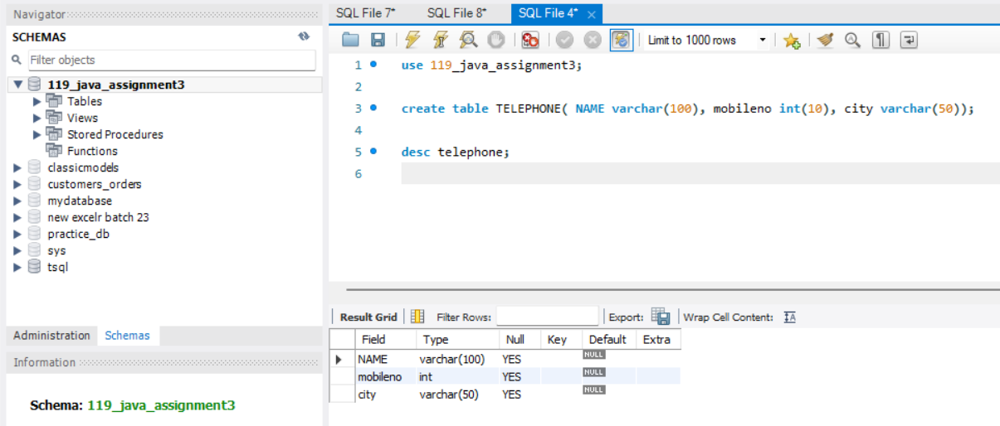 Navigator
SCHEMAS
Filter objects
119_java_assignment3
Tables
Views
Stored Procedures
Functions
classicmodels
customers_orders
mydatabase
new excelr batch 23
practice_db
sys
tsql
Administration Schemas
Information
Schema: 119_java_assignment3
SQL File 7* SQL File 8* SQL File 4* ×
Limit to 1000 rows
1 use 119_java_assignment3;
2
3 create table TELEPHONE( NAME varchar(100), mobileno int(10), city varchar(50));
4
5 desc telephone;
6
Result Grid Filter Rows: Export: Wrap Cell Content: IA
Field Type Null Key Default Extra
NAME varchar(100) YES NULL
mobileno int YES NULL
city varchar(50) YES NULL